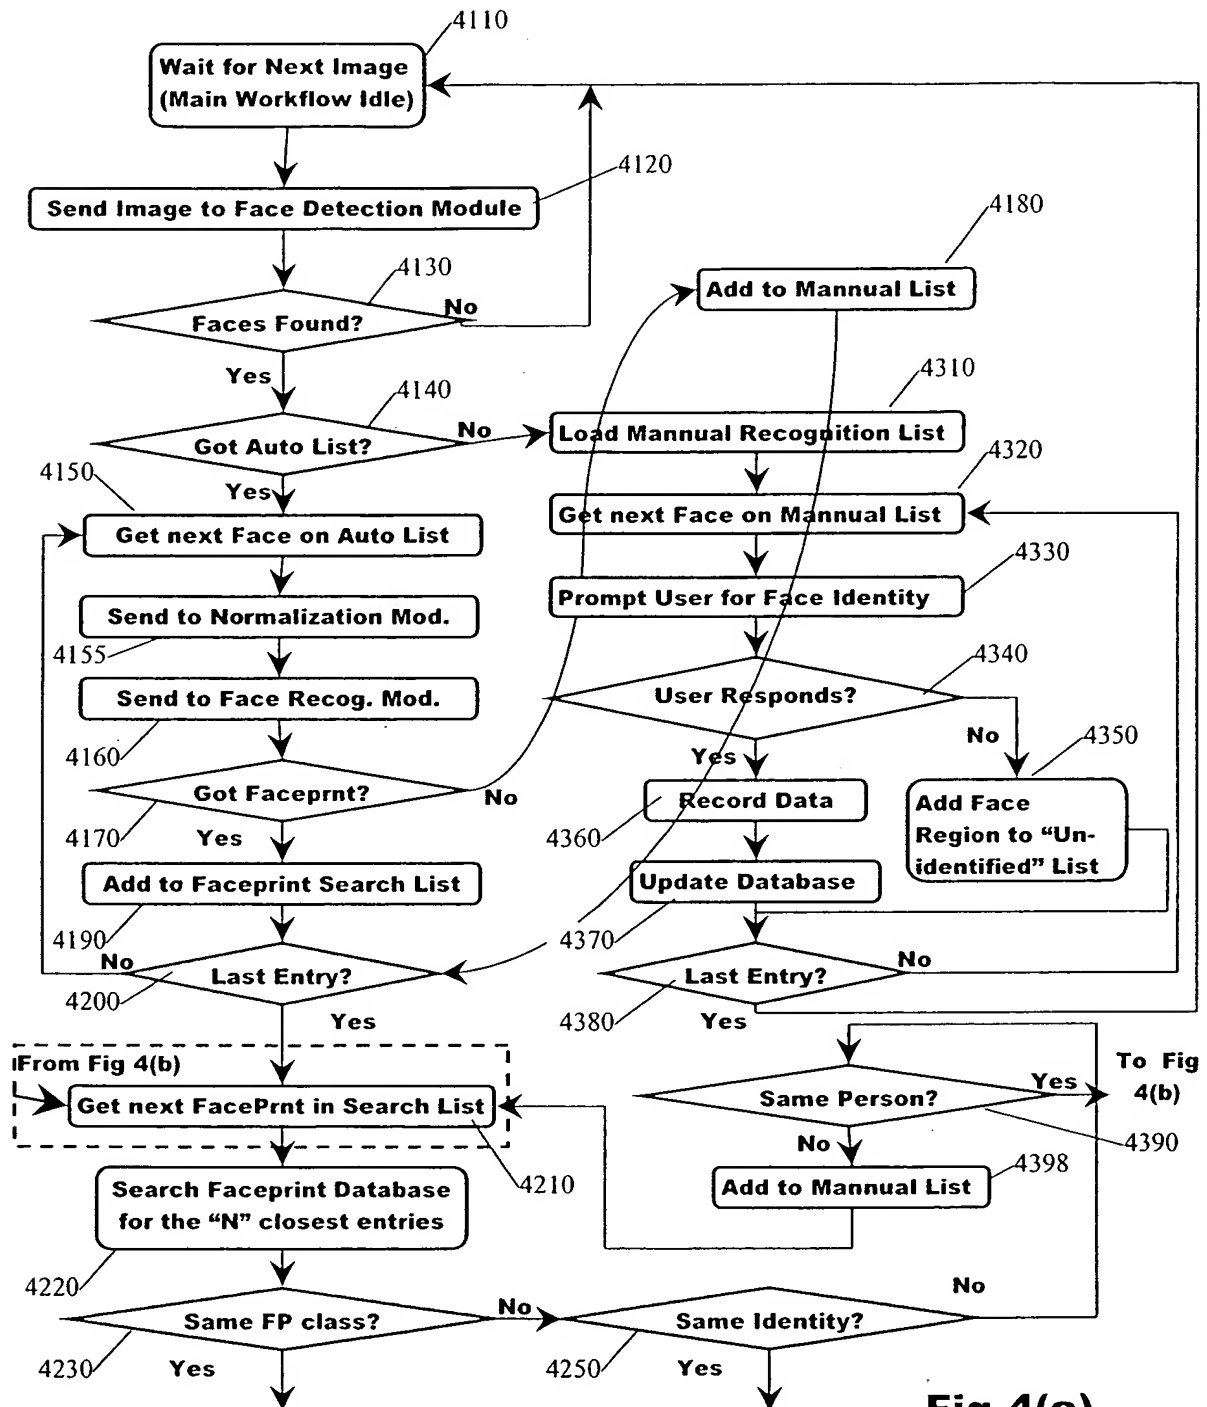 4110
Wait for Next Image
(Main Workflow Idle)
4120
Send Image to Face Detection Module
4180
4130
Add to Mannual List
No
Faces Found?
Yes
4140
4310
No
Load Mannual Recognition List
Got Auto List?
4320
4150
Yes
Get next Face on Mannual List
Get next Face on Auto List
4330
Prompt User for Face Identity
Send to Normalization Mod.
4155
4340
User Responds?
Send to Face Recog. Mod.
No
4350
4160
Yes
Got Faceprnt?
No
Record Data
Add Face
Region to “Un-
identified” List
4170
Yes
4360
Add to Faceprint Search List
Update Database
4190
4370
No
Last Entry?
Last Entry?
No
4200
Yes
4380
Yes
From Fig 4(b)
To Fig
4(b)
Yes
Get next FacePrnt in Search List
Same Person?
No
4390
4210
4398
Search Faceprint Database
for the “N” closest entries
Add to Mannual List
4220
No
No
Same FP class?
Same Identity?
4230
Yes
4250
Yes
Fig 4(a)